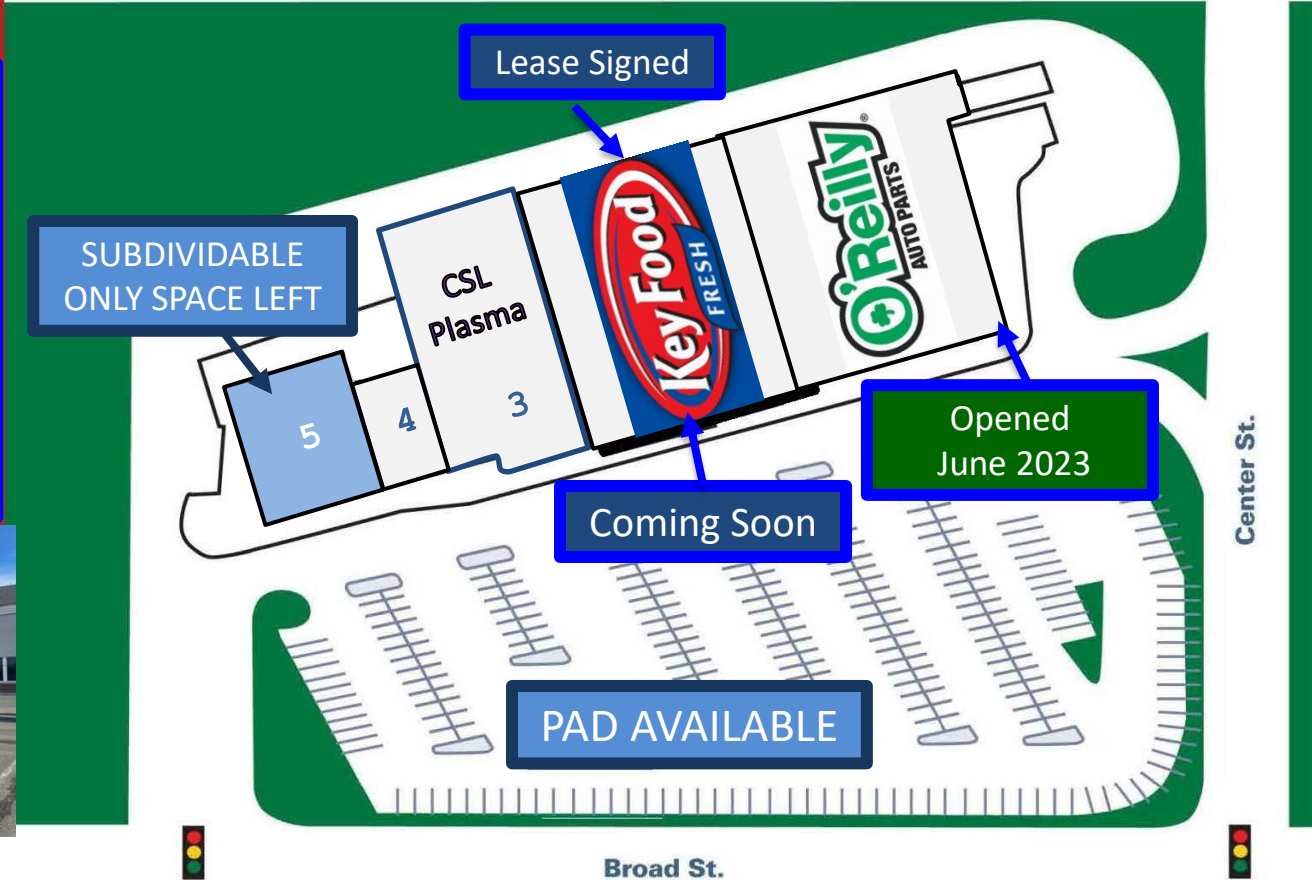 Lease Signed
SUBDIVIDABLE
ONLY SPACE LEFT
CSL
Plasma
3
4
5
Key Food
FRESH
O'Reilly®
AUTO PARTS
Opened
June 2023
Coming Soon
PAD AVAILABLE
Center St.
Broad St.